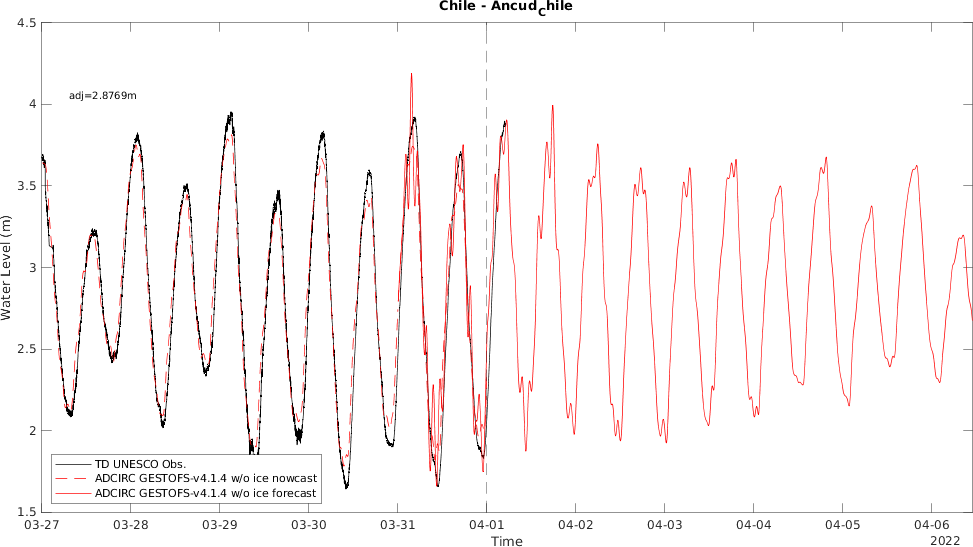 Chile - AncudChile
4.5
4
3.5
3
2.5
2
1.5
Water Level (m)
adj=2.8769m
TD UNESCO Obs.
ADCIRC GESTOFS-v4.1.4 w/o ice nowcast
ADCIRC GESTOFS-v4.1.4 w/o ice forecast
03-27 03-28 03-29 03-30 03-31 04-01 04-02 04-03 04-04 04-05 04-06
Time
2022